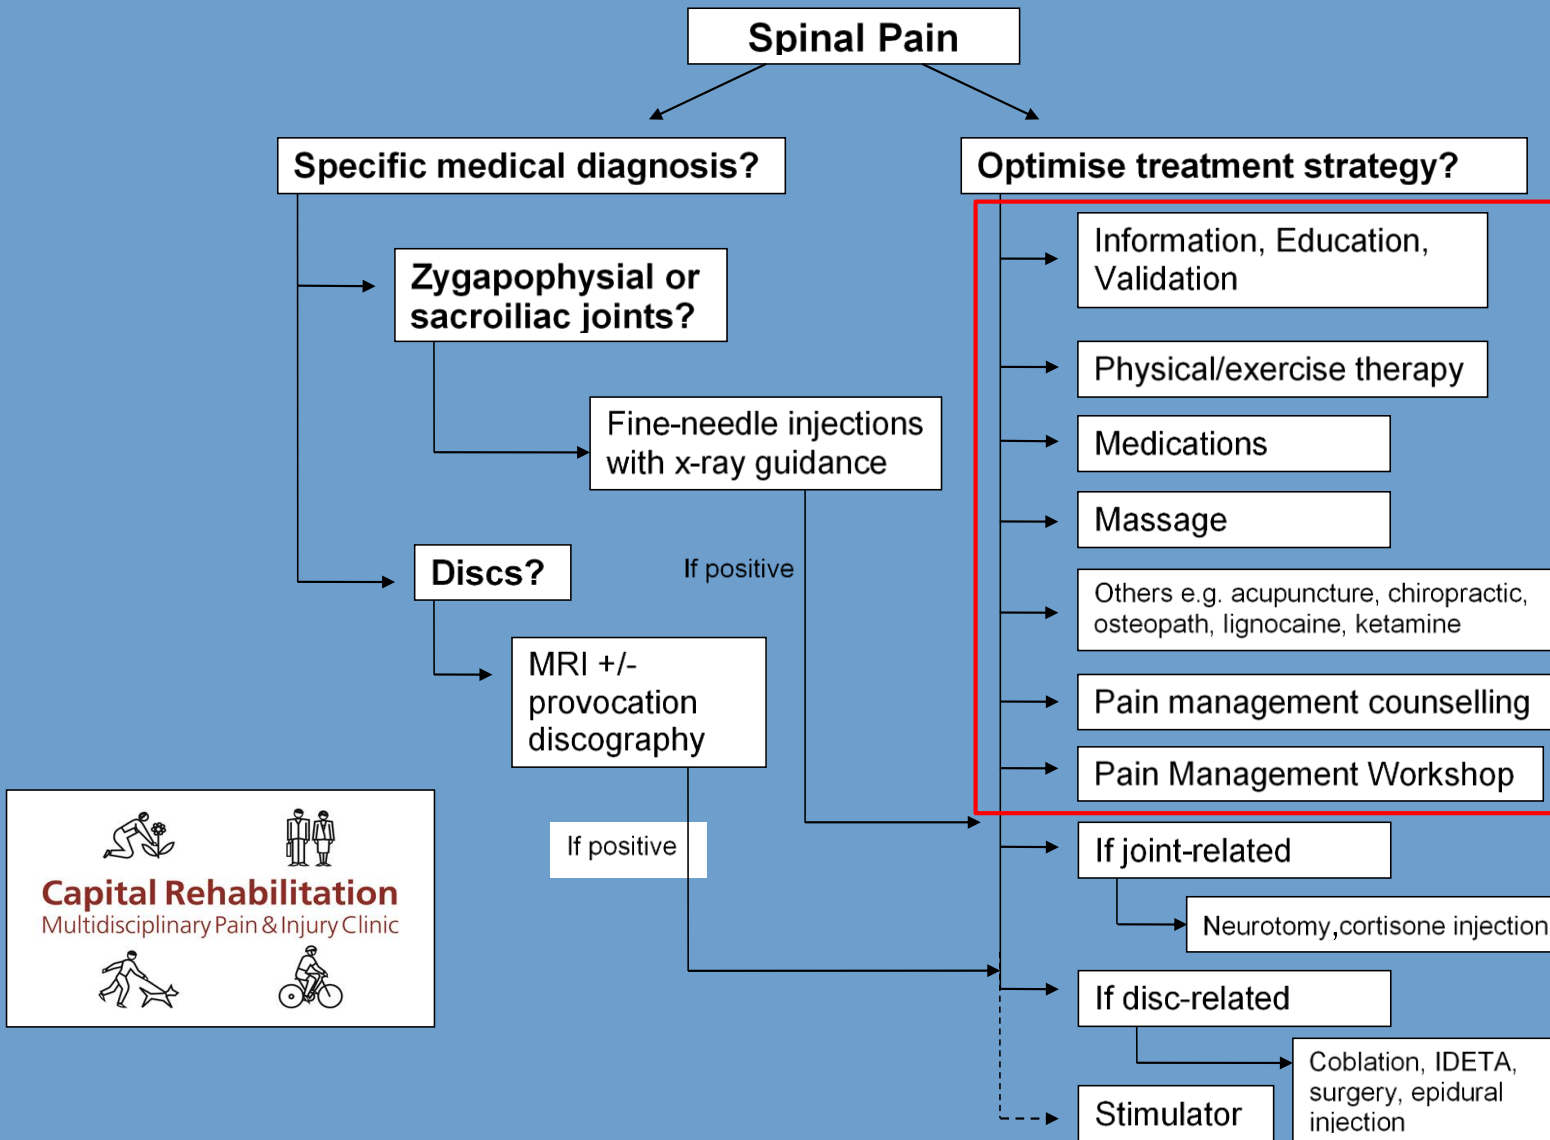 Spinal Pain
Specific medical diagnosis?
Optimise treatment strategy?
Zygapophysial or
sacroiliac joints?
Fine-needle injections
with x-ray guidance
If positive
Discs?
MRI +/-
provocation
discography
If positive
Information, Education,
Validation
Physical/exercise therapy
Medications
Massage
Others e.g. acupuncture, chiropractic,
osteopath, lignocaine, ketamine
Pain management counselling
Pain Management Workshop
If joint-related
Neurotomy,cortisone injection
If disc-related
Coblation, IDETA,
surgery, epidural
injection
Stimulator
Capital Rehabilitation
Multidisciplinary Pain & Injury Clinic